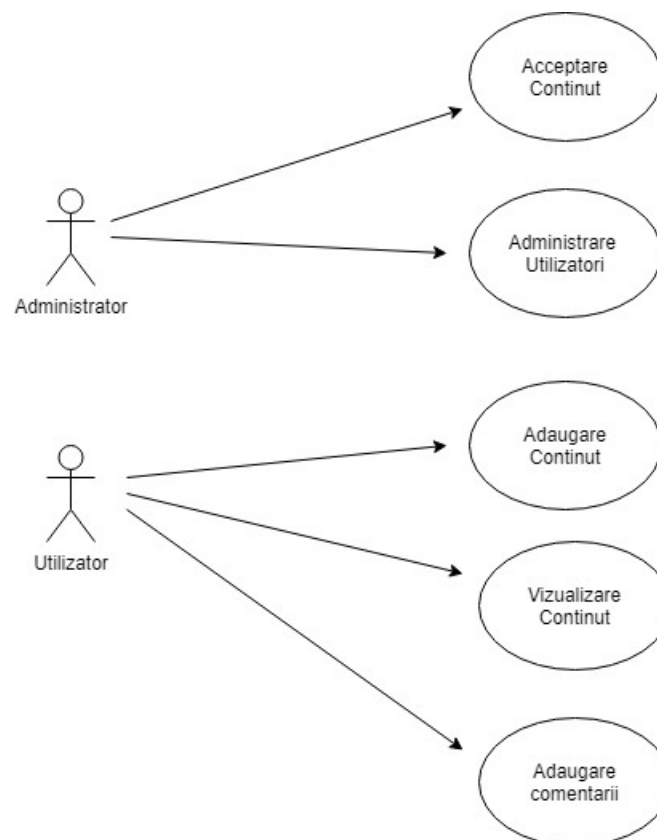 Acceptare
Continut
Administrare
Utilizatori
Administrator
Adaugare
Continut
Utilizator
Vizualizare
Continut
Adaugare
comentarii